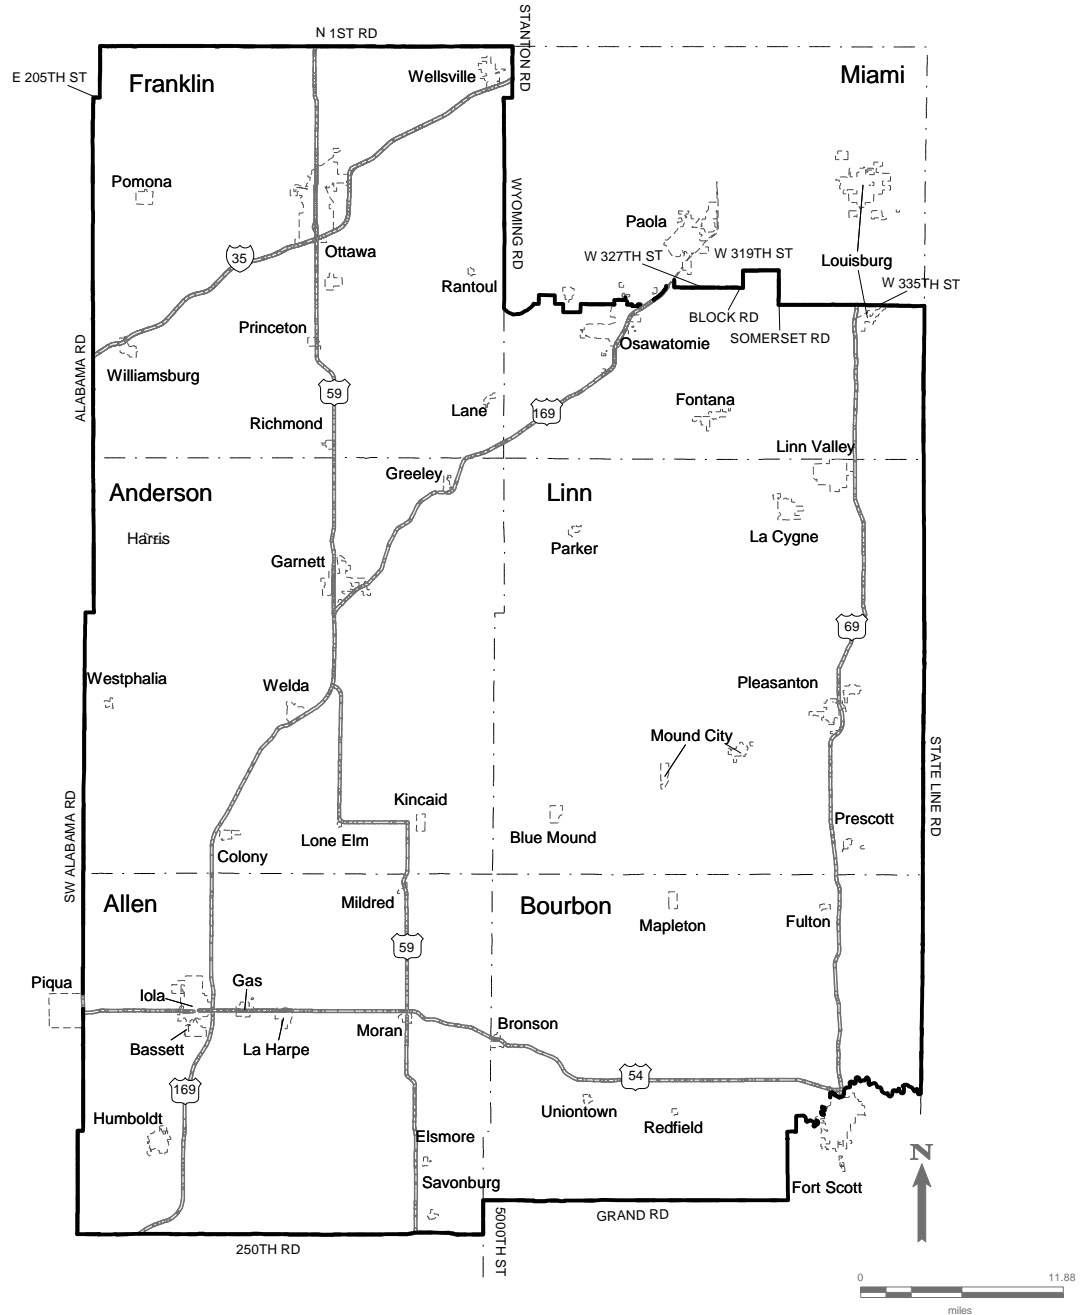 N 1ST RD
STANTON RD
E 205TH ST
Franklin
Wellsville
Miami
Pomona
WYOMING RD
Paola
35
Ottawa
W 327TH ST
W 319TH ST
Louisburg
Rantoul
W 335TH ST
BLOCK RD
Princeton
SOMERSET RD
Osawatomie
ALABAMA RD
Williamsburg
59
Fontana
Lane
169
Richmond
Linn Valley
Greeley
Anderson
Linn
Harris
Parker
La Cygne
Garnett
69
Westphalia
Welda
Pleasanton
Mound City
STATE LINE RD
Kincaid
SW ALABAMA RD
Lone Elm
Blue Mound
Prescott
Colony
Allen
Mildred
Bourbon
Mapleton
Fulton
59
Piqua
Iola
Gas
Bassett
La Harpe
Moran
Bronson
54
169
Humboldt
Uniontown
Redfield
Elsmore
N
Savonburg
Fort Scott
GRAND RD
5000TH ST
250TH RD
0 11.88
miles